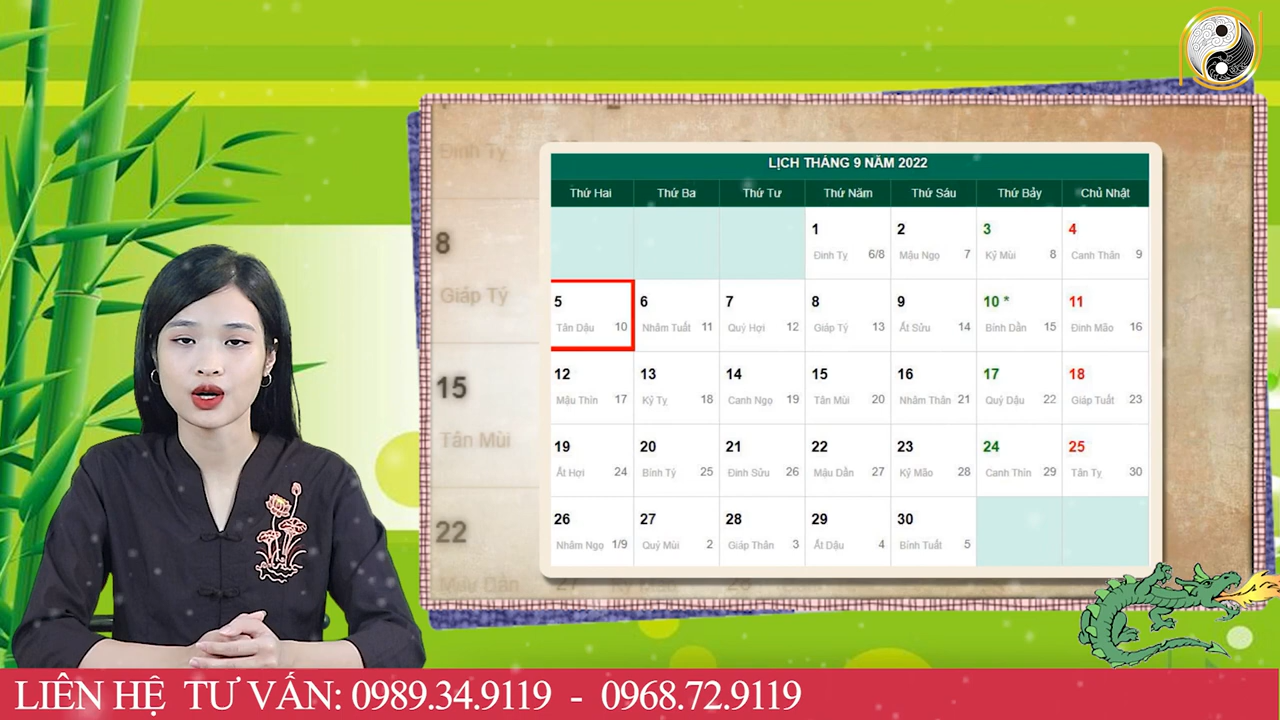 LỊCH THÁNG 9 NĂM 2022
Thứ Hai Thứ Ba Thứ Tư Thứ Năm Thứ Sáu Thứ Bảy Chủ Nhật
1 2 3 4
Đinh Tỵ 6/8 Mậu Ngọ 7 Kỷ Mùi 8 Canh Thân 9
5 6 7 8 9 10 * 11
Tân Dậu 10 Nhâm Tuất 11 Quý Hợi 12 Giáp Tý 13 Ất Sửu 14 Bính Dần 15 Đinh Mão 16
12 13 14 15 16 17 18
Mậu Thìn 17 Kỷ Tỵ 18 Canh Ngọ 19 Tân Mùi 20 Nhâm Thân 21 Quý Dậu 22 Giáp Tuất 23
19 20 21 22 23 24 25
Ất Hợi 24 Bính Tý 25 Đinh Sửu 26 Mậu Dần 27 Kỷ Mão 28 Canh Thìn 29 Tân Tỵ 30
26 27 28 29 30
Nhâm Ngọ 1/9 Quý Mùi 2 Giáp Thân 3 Ất Dậu 4 Bính Tuất 5
Đinh Tỵ
8
Giáp Tý
15
Tân Mùi
22
Mậu Dần 27 Kỷ Mão 28
LIÊN HỆ TƯ VẤN: 0989.34.9119 - 0968.72.9119